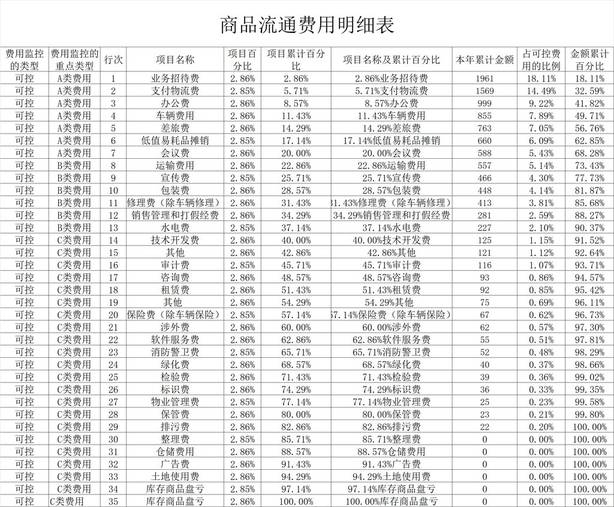 商品流通费用明细表
费用监控的类型 费用监控的重点类型 行次 项目名称 项目百分比 项目累计百分比 项目名称及累计百分比 本年累计金额 占可控费用的比例 金额累计百分比
可控 A类费用 1 业务招待费 2.86% 2.86% 2.86%业务招待费 1961 18.11% 18.11%
可控 A类费用 2 支付物流费 2.85% 5.71% 5.71%支付物流费 1569 14.49% 32.59%
可控 A类费用 3 办公费 2.86% 8.57% 8.57%办公费 999 9.22% 41.82%
可控 A类费用 4 车辆费用 2.86% 11.43% 11.43%车辆费用 855 7.89% 49.71%
可控 A类费用 5 差旅费 2.86% 14.29% 14.29%差旅费 763 7.05% 56.76%
可控 A类费用 6 低值易耗品摊销 2.85% 17.14% 17.14%低值易耗品摊销 660 6.09% 62.85%
可控 A类费用 7 会议费 2.86% 20.00% 20.00%会议费 588 5.43% 68.28%
可控 B类费用 8 运输费用 2.86% 22.86% 22.86%运输费用 557 5.14% 73.43%
可控 B类费用 9 宣传费 2.85% 25.71% 25.71%宣传费 466 4.30% 77.73%
可控 B类费用 10 包装费 2.86% 28.57% 28.57%包装费 448 4.14% 81.87%
可控 B类费用 11 修理费（除车辆修理） 2.86% 31.43% 31.43%修理费（除车辆修理） 413 3.81% 85.68%
可控 B类费用 12 销售管理和打假经费 2.86% 34.29% 34.29%销售管理和打假经费 281 2.59% 88.27%
可控 B类费用 13 水电费 2.85% 37.14% 37.14%水电费 227 2.10% 90.37%
可控 C类费用 14 技术开发费 2.86% 40.00% 40.00%技术开发费 125 1.15% 91.52%
可控 C类费用 15 其他 2.86% 42.86% 42.86%其他 121 1.12% 92.64%
可控 C类费用 16 审计费 2.85% 45.71% 45.71%审计费 116 1.07% 93.71%
可控 C类费用 17 咨询费 2.86% 48.57% 48.57%咨询费 93 0.86% 94.57%
可控 C类费用 18 租赁费 2.86% 51.43% 51.43%租赁费 92 0.85% 95.42%
可控 C类费用 19 其他 2.86% 54.29% 54.29%其他 75 0.69% 96.11%
可控 C类费用 20 保险费（除车辆保险） 2.85% 57.14% 57.14%保险费（除车辆保险） 67 0.62% 96.73%
可控 C类费用 21 涉外费 2.86% 60.00% 60.00%涉外费 62 0.57% 97.30%
可控 C类费用 22 软件服务费 2.86% 62.86% 62.86%软件服务费 55 0.51% 97.81%
可控 C类费用 23 消防警卫费 2.85% 65.71% 65.71%消防警卫费 52 0.48% 98.29%
可控 C类费用 24 绿化费 2.86% 68.57% 68.57%绿化费 40 0.37% 98.66%
可控 C类费用 25 检验费 2.86% 71.43% 71.43%检验费 39 0.36% 99.02%
可控 C类费用 26 标识费 2.86% 74.29% 74.29%标识费 36 0.33% 99.35%
可控 C类费用 27 物业管理费 2.85% 77.14% 77.14%物业管理费 25 0.23% 99.58%
可控 C类费用 28 保管费 2.86% 80.00% 80.00%保管费 23 0.21% 99.80%
可控 C类费用 29 排污费 2.86% 82.86% 82.86%排污费 22 0.20% 100.00%
可控 C类费用 30 整理费 2.85% 85.71% 85.71%整理费 0 0.00% 100.00%
可控 C类费用 31 仓储费用 2.86% 88.57% 88.57%仓储费用 0 0.00% 100.00%
可控 C类费用 32 广告费 2.86% 91.43% 91.43%广告费 0 0.00% 100.00%
可控 C类费用 33 土地使用费 2.86% 94.29% 94.29%土地使用费 0 0.00% 100.00%
可控 C类费用 34 库存商品盘亏 2.85% 97.14% 97.14%库存商品盘亏 0 0.00% 100.00%
可控 C类费用 35 库存商品盘亏 2.86% 100.00% 100.00%库存商品盘亏 0 0.00% 100.00%